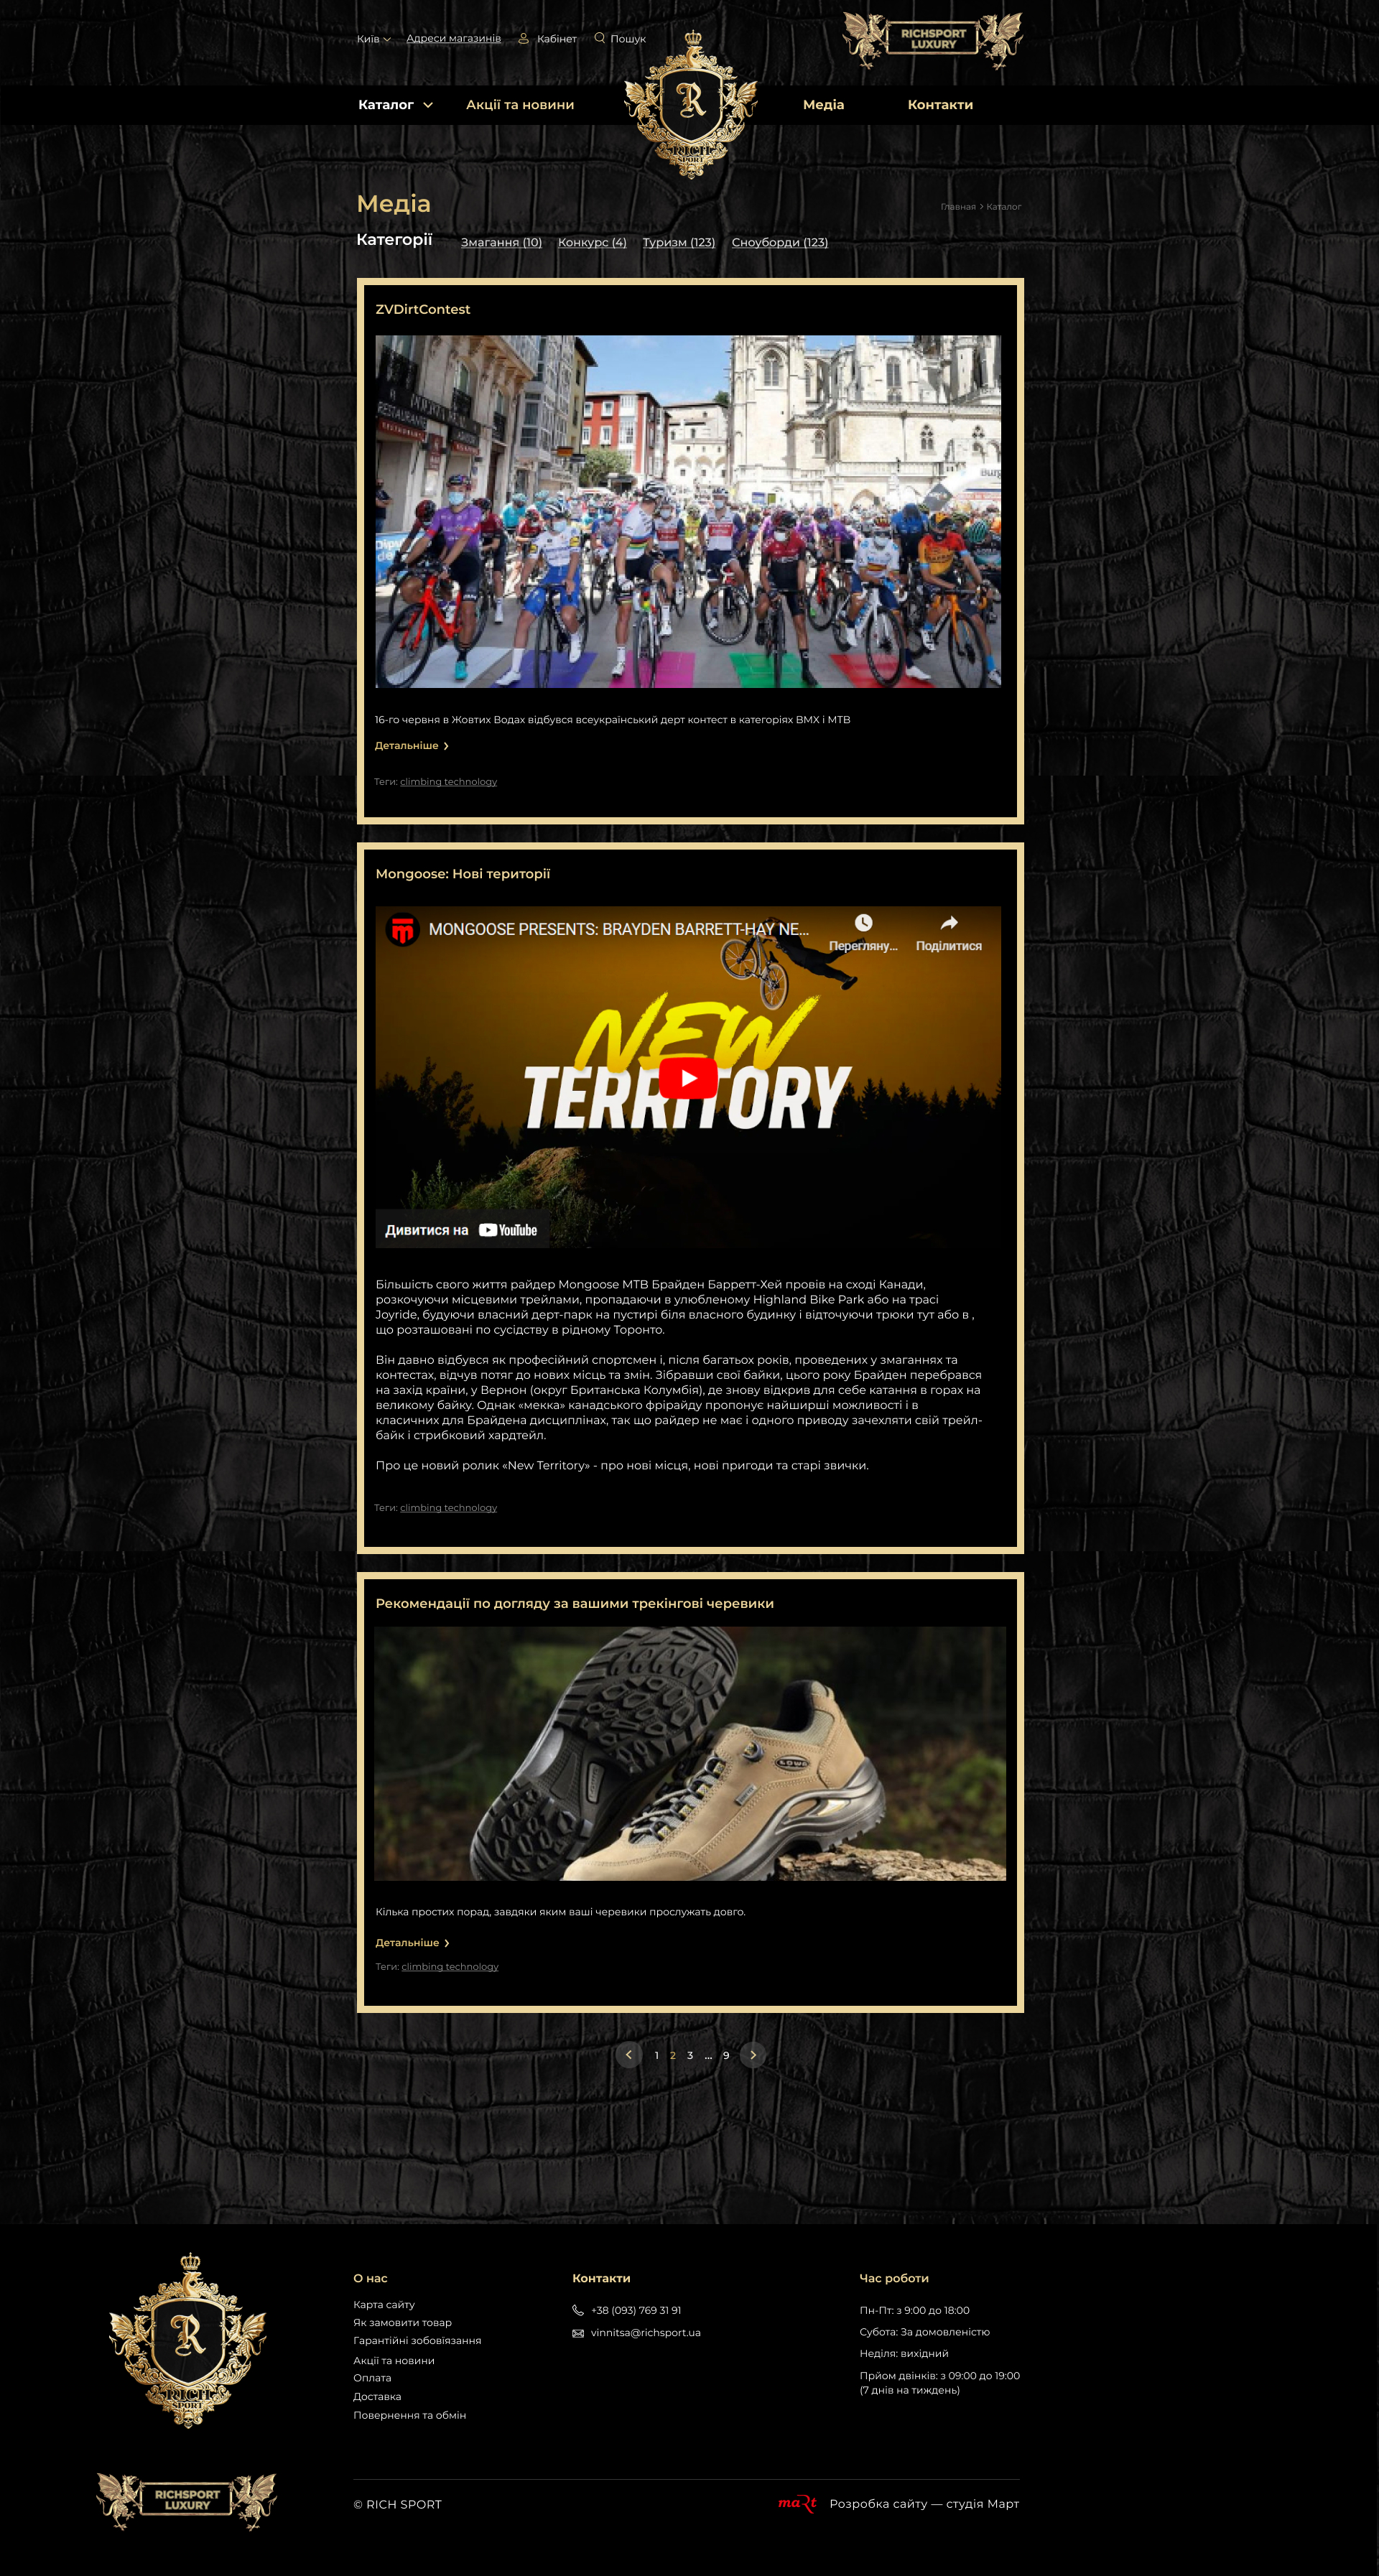 Київ
Адреси магазинів
Кабінет
Пошук
RICHSPORT
LUXURY
Каталог
Акції та новини
R
RICH
SPORT
Медіа
Контакти
Медіа
Главная > Каталог
Категорії
Змагання (10)
Конкурс (4)
Туризм (123)
Сноуборди (123)
ZVDirtContest
RESTAURANTE
16-го червня в Жовтих Водах відбувся всеукраїнський дерт контест в категоріях BMX і MTB
Детальніше
Теги: climbing technology
Mongoose: Нові території
MONGOOSE PRESENTS: BRAYDEN BARRETT-HAY NE...
Перегляну...
Поділитися
NEW
TERRITORY
Дивитися на YouTube
Більшість свого життя райдер Mongoose MTB Брайден Барретт-Хей провів на сході Канади,
розкочуючи місцевими трейлами, пропадаючи в улюбленому Highland Bike Park або на трасі
Joyride, будуючи власний дерт-парк на пустирі біля власного будинку і відточуючи трюки тут або в ,
що розташовані по сусідству в рідному Торонто.
Він давно відбувся як професійний спортсмен і, після багатьох років, проведених у змаганнях та
контестах, відчув потяг до нових місць та змін. Зібравши свої байки, цього року Брайден перебрався
на захід країни, у Вернон (округ Британська Колумбія), де знову відкрив для себе катання в горах на
великому байку. Однак «мекка» канадського фрірайду пропонує найширші можливості і в
класичних для Брайдена дисциплінах, так що райдер не має і одного приводу зачехляти свій трейл-
байк і стрибковий хардтейл.
Про це новий ролик «New Territory» - про нові місця, нові пригоди та старі звички.
Теги: climbing technology
Рекомендації по догляду за вашими трекінгові черевики
LOWA
Кілька простих порад, завдяки яким ваші черевики прослужать довго.
Детальніше
Теги: climbing technology
1 2 3 ... 9
R
RICH
SPORT
О нас
Карта сайту
Як замовити товар
Гарантійні зобовіязання
Акції та новини
Оплата
Доставка
Повернення та обмін
Контакти
+38 (093) 769 31 91
vinnitsa@richsport.ua
Час роботи
Пн-Пт: з 9:00 до 18:00
Субота: За домовленістю
Неділя: вихідний
Прйом двінків: з 09:00 до 19:00
(7 днів на тиждень)
RICHSPORT
LUXURY
© RICH SPORT
maRt
Розробка сайту — студія Март